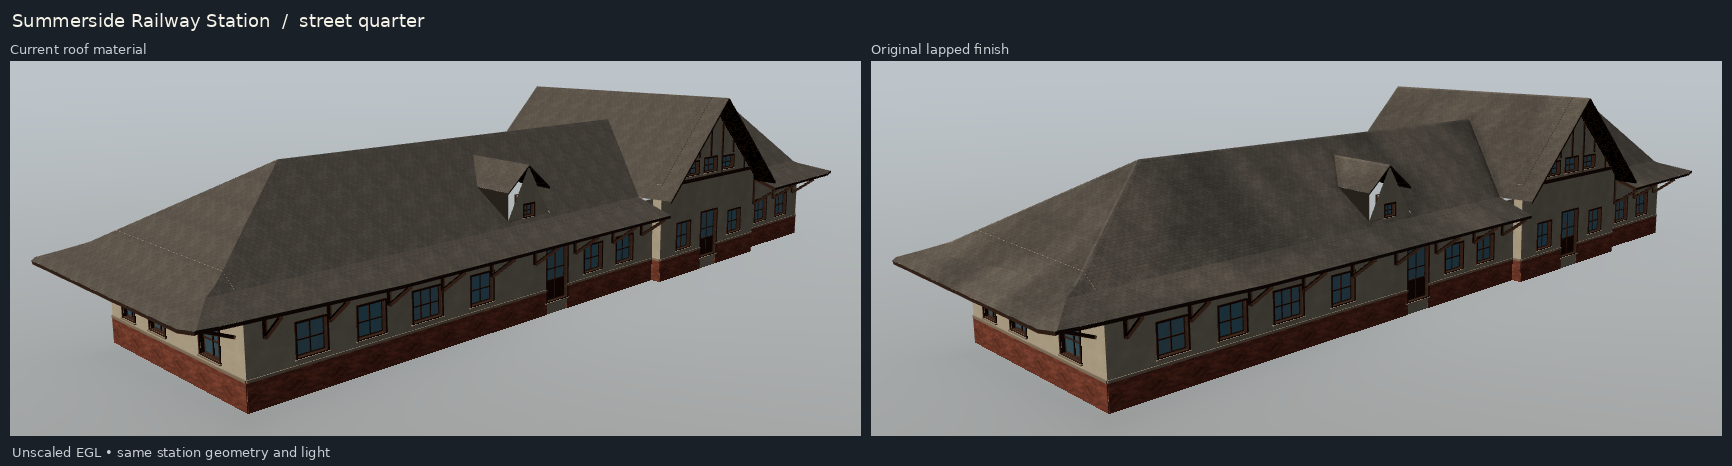 Summerside Railway Station / street quarter
Current roof material
Original lapped finish
Unscaled EGL • same station geometry and light